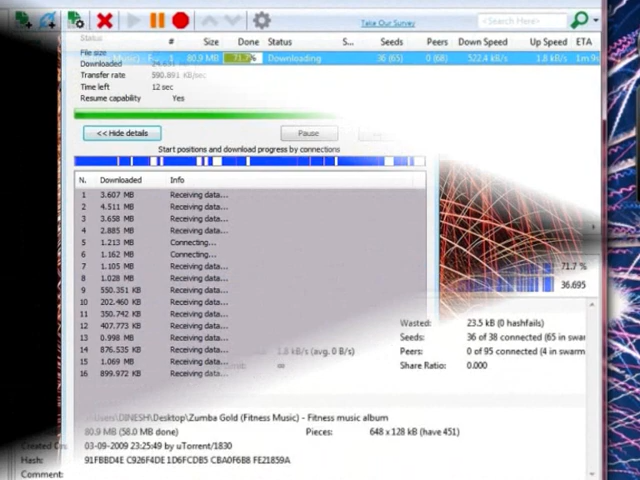 Take Our Survey <Search Here>
Status
# Size Done Status S... Seeds Peers Down Speed Up Speed ETA
Music) F... 1 80.9 MB 71.7% Downloading 36 (65) 0 (68) 522.4 kB/s 1.8 kB/s 1m 9s
File size
Downloaded
Transfer rate 590.891 KB/sec
Time left 12 sec
Resume capability Yes
<< Hide details Pause
Start positions and download progress by connections
N. Downloaded Info
1 3.607 MB Receiving data...
2 4.511 MB Receiving data...
3 3.658 MB Receiving data...
4 2.885 MB Receiving data...
5 1.213 MB Connecting...
6 1.162 MB Connecting...
7 1.105 MB Receiving data...
8 1.028 MB Receiving data...
9 550.351 KB Receiving data...
10 202.460 KB Receiving data...
11 350.742 KB Receiving data...
12 407.773 KB Receiving data...
13 0.998 MB Receiving data...
14 876.535 KB Receiving data...
15 1.069 MB Receiving data...
16 899.972 KB Receiving data...
71.7 %
36.695
Wasted: 23.5 kB (0 hashfails)
Seeds: 36 of 38 connected (65 in swarm
1.8 kB/s (avg. 0 B/s) Peers: 0 of 95 connected (4 in swarm
∞ Share Ratio: 0.000
\Users\DINESH\Desktop\Zumba Gold (Fitness Music) - Fitness music album
80.9 MB (58.0 MB done) Pieces: 648 x 128 kB (have 451)
Created On: 03-09-2009 23:25:49 by uTorrent/1830
Hash: 91FBBD4E C926F4DE 1D6FCDB5 CBA0F6B8 FE21859A
Comment: